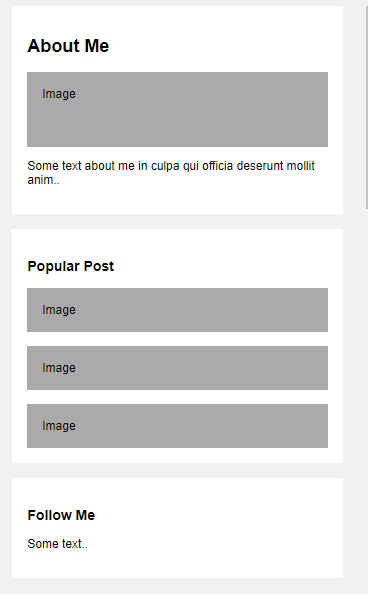 About Me
Image
Some text about me in culpa qui officia deserunt mollit
anim..
Popular Post
Image
Image
Image
Follow Me
Some text..